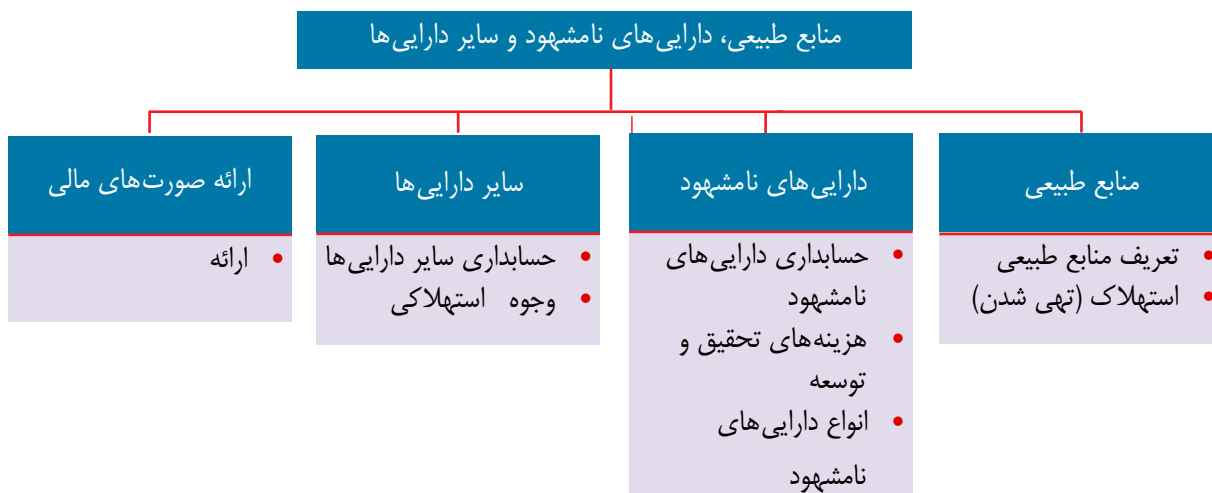 منابع طبیعی، دارایی‌های نامشهود و سایر دارایی‌ها
منابع طبیعی
• تعریف منابع طبیعی
• استهلاک (تهی شدن)
دارایی‌های نامشهود
• حسابداری دارایی‌های
نامشهود
• هزینه‌های تحقیق و
توسعه
• انواع دارایی‌های
نامشهود
سایر دارایی‌ها
• حسابداری سایر دارایی‌ها
• وجوه استهلاکی
ارائه صورت‌های مالی
• ارائه